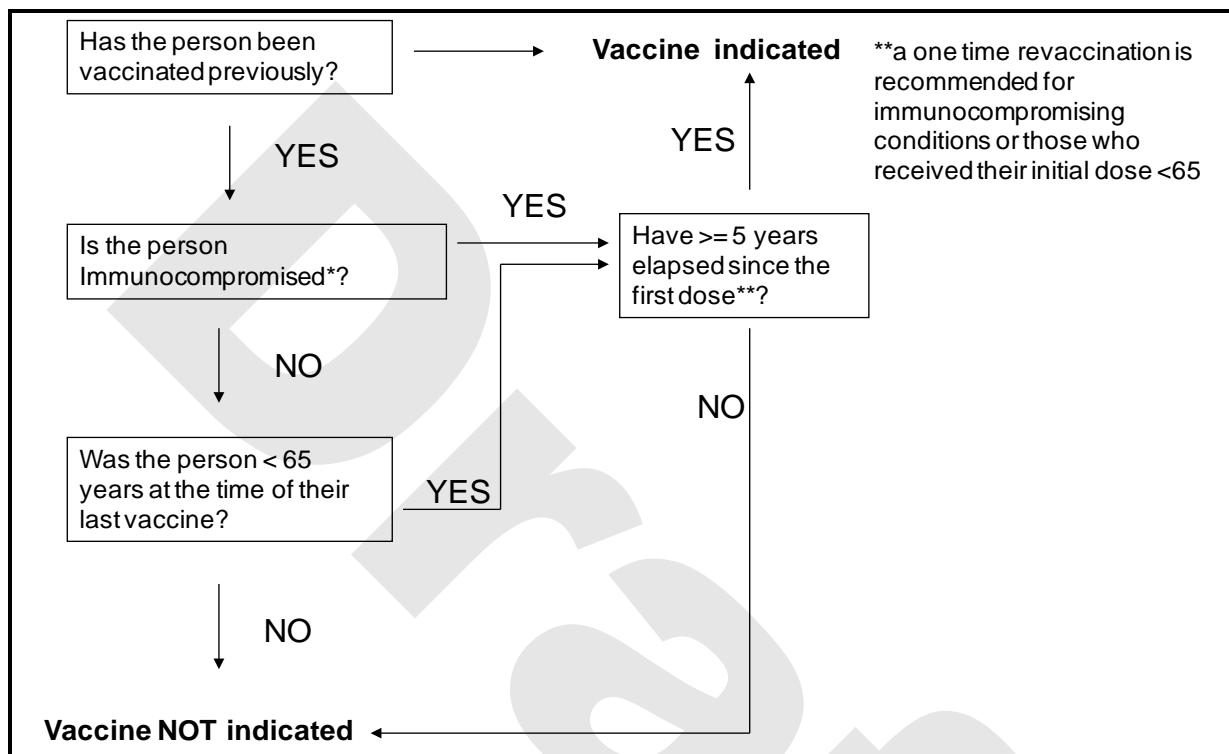 Has the person been
vaccinated previously?
Vaccine indicated
**a one time revaccination is
recommended for
immunocompromising
conditions or those who
received their initial dose <65
YES
YES
Is the person
Immunocompromised*?
YES
Have >= 5 years
elapsed since the
first dose**?
NO
NO
Was the person < 65
years at the time of their
last vaccine?
YES
NO
Vaccine NOT indicated